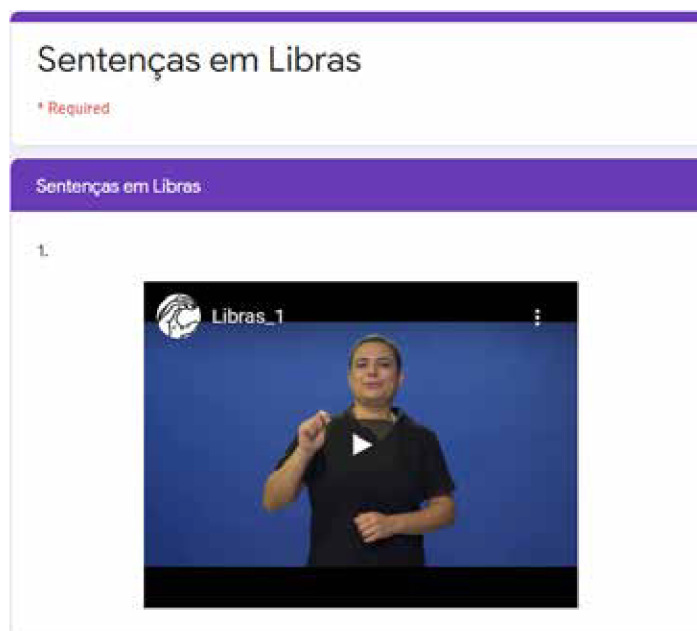 Sentenças em Libras
* Required
Sentenças em Libras
1.
Libras_1